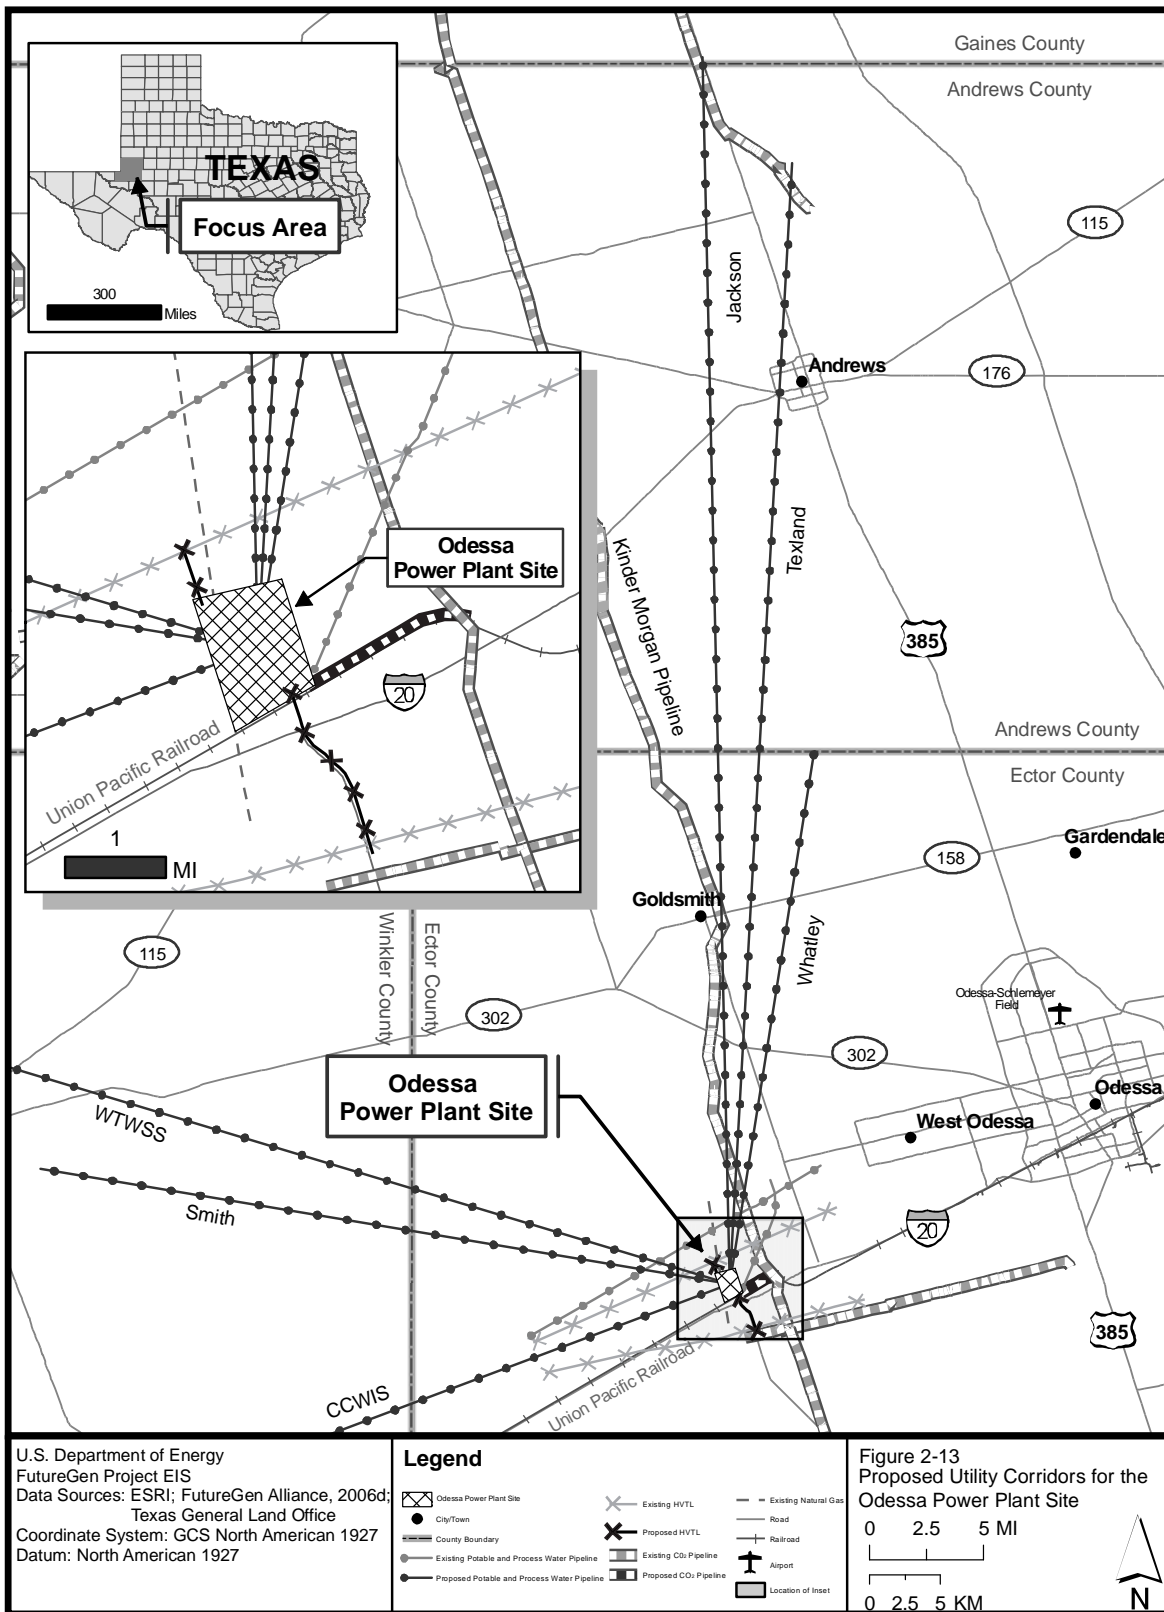 Gaines County
Andrews County
TEXAS
Focus Area
300
Miles
115
Jackson
Andrews
176
Odessa
Power Plant Site
Texland
Kinder Morgan Pipeline
385
20
Union Pacific Railroad
1
MI
Andrews County
Ector County
Gardendale
158
Goldsmith
Whatley
115
Winkler County
Ector County
302
Odessa-Schlemeyer
Field
302
Odessa
Power Plant Site
Odessa
West Odessa
WTWSS
Smith
20
385
Union Pacific Railroad
CCWIS
U.S. Department of Energy
FutureGen Project EIS
Data Sources: ESRI; FutureGen Alliance, 2006d;
Texas General Land Office
Coordinate System: GCS North American 1927
Datum: North American 1927
Legend
Odessa Power Plant Site
City/Town
County Boundary
Existing Potable and Process Water Pipeline
Proposed Potable and Process Water Pipeline
Existing HVTL
Proposed HVTL
Existing CO2 Pipeline
Proposed CO2 Pipeline
Existing Natural Gas
Road
Railroad
Airport
Location of Inset
Figure 2-13
Proposed Utility Corridors for the
Odessa Power Plant Site
0 2.5 5 MI
0 2.5 5 KM
N